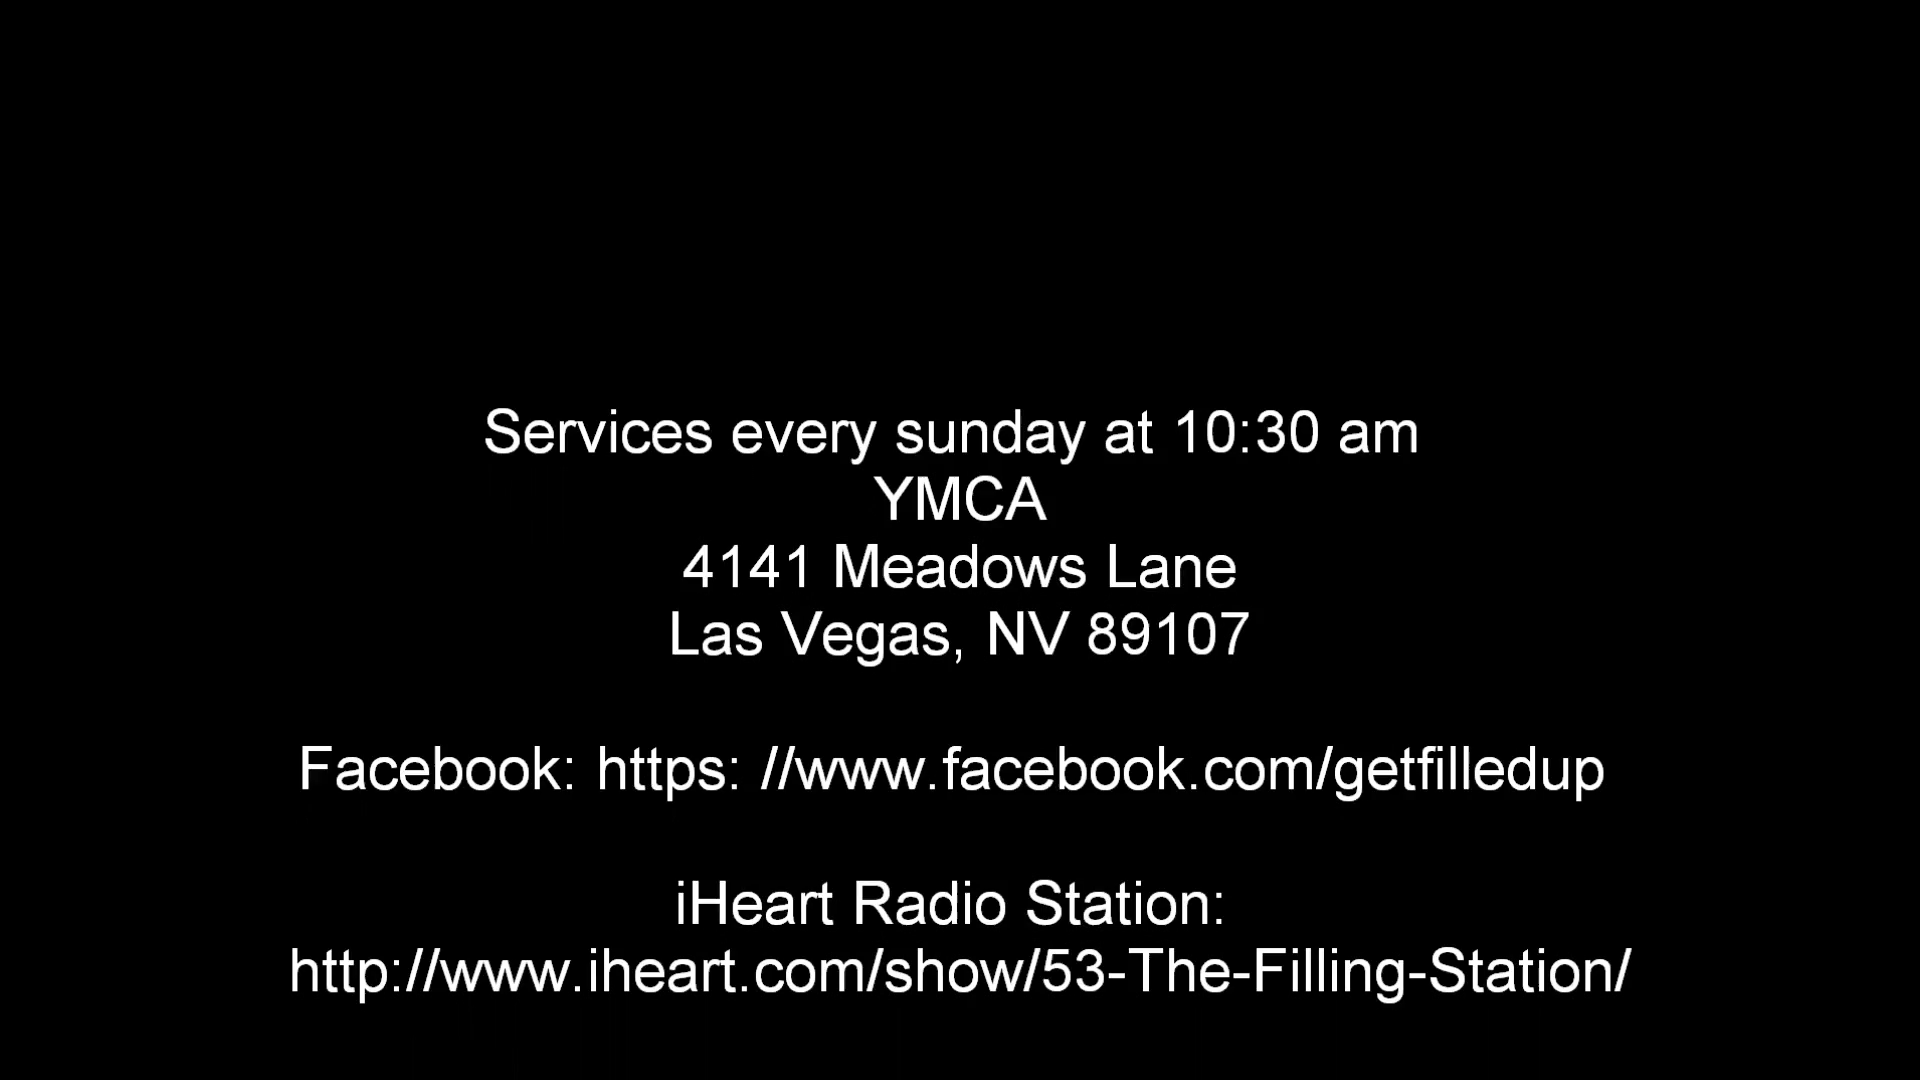 Services every sunday at 10:30 am
YMCA
4141 Meadows Lane
Las Vegas, NV 89107
Facebook: https: //www.facebook.com/getfilledup
iHeart Radio Station:
http://www.iheart.com/show/53-The-Filling-Station/